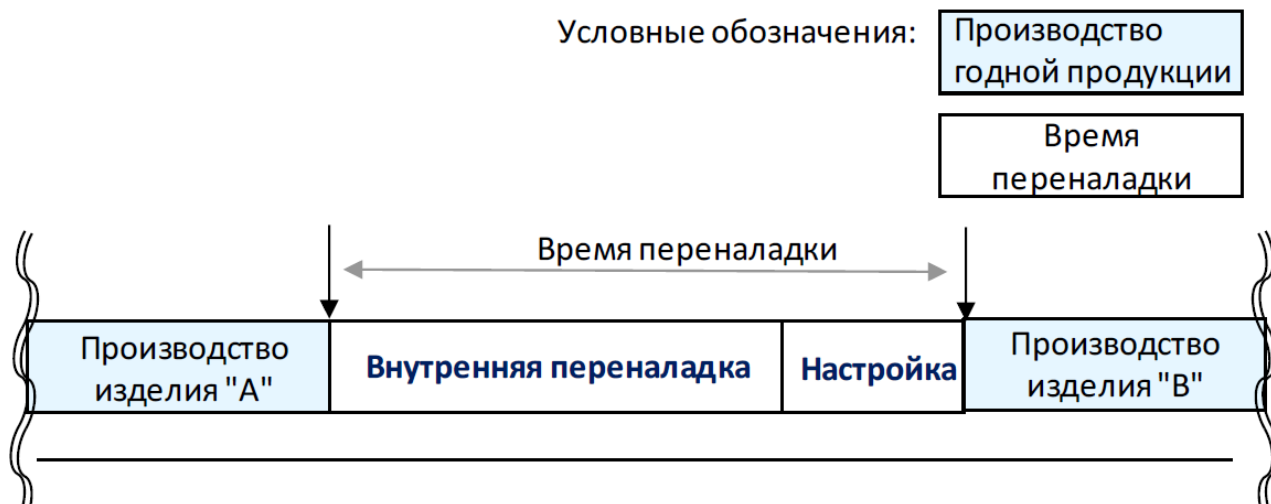 Условные обозначения:
Производство
годной продукции
Время
переналадки
Время переналадки
Производство
изделия "А"
Внутренняя переналадка
Настройка
Производство
изделия "В"